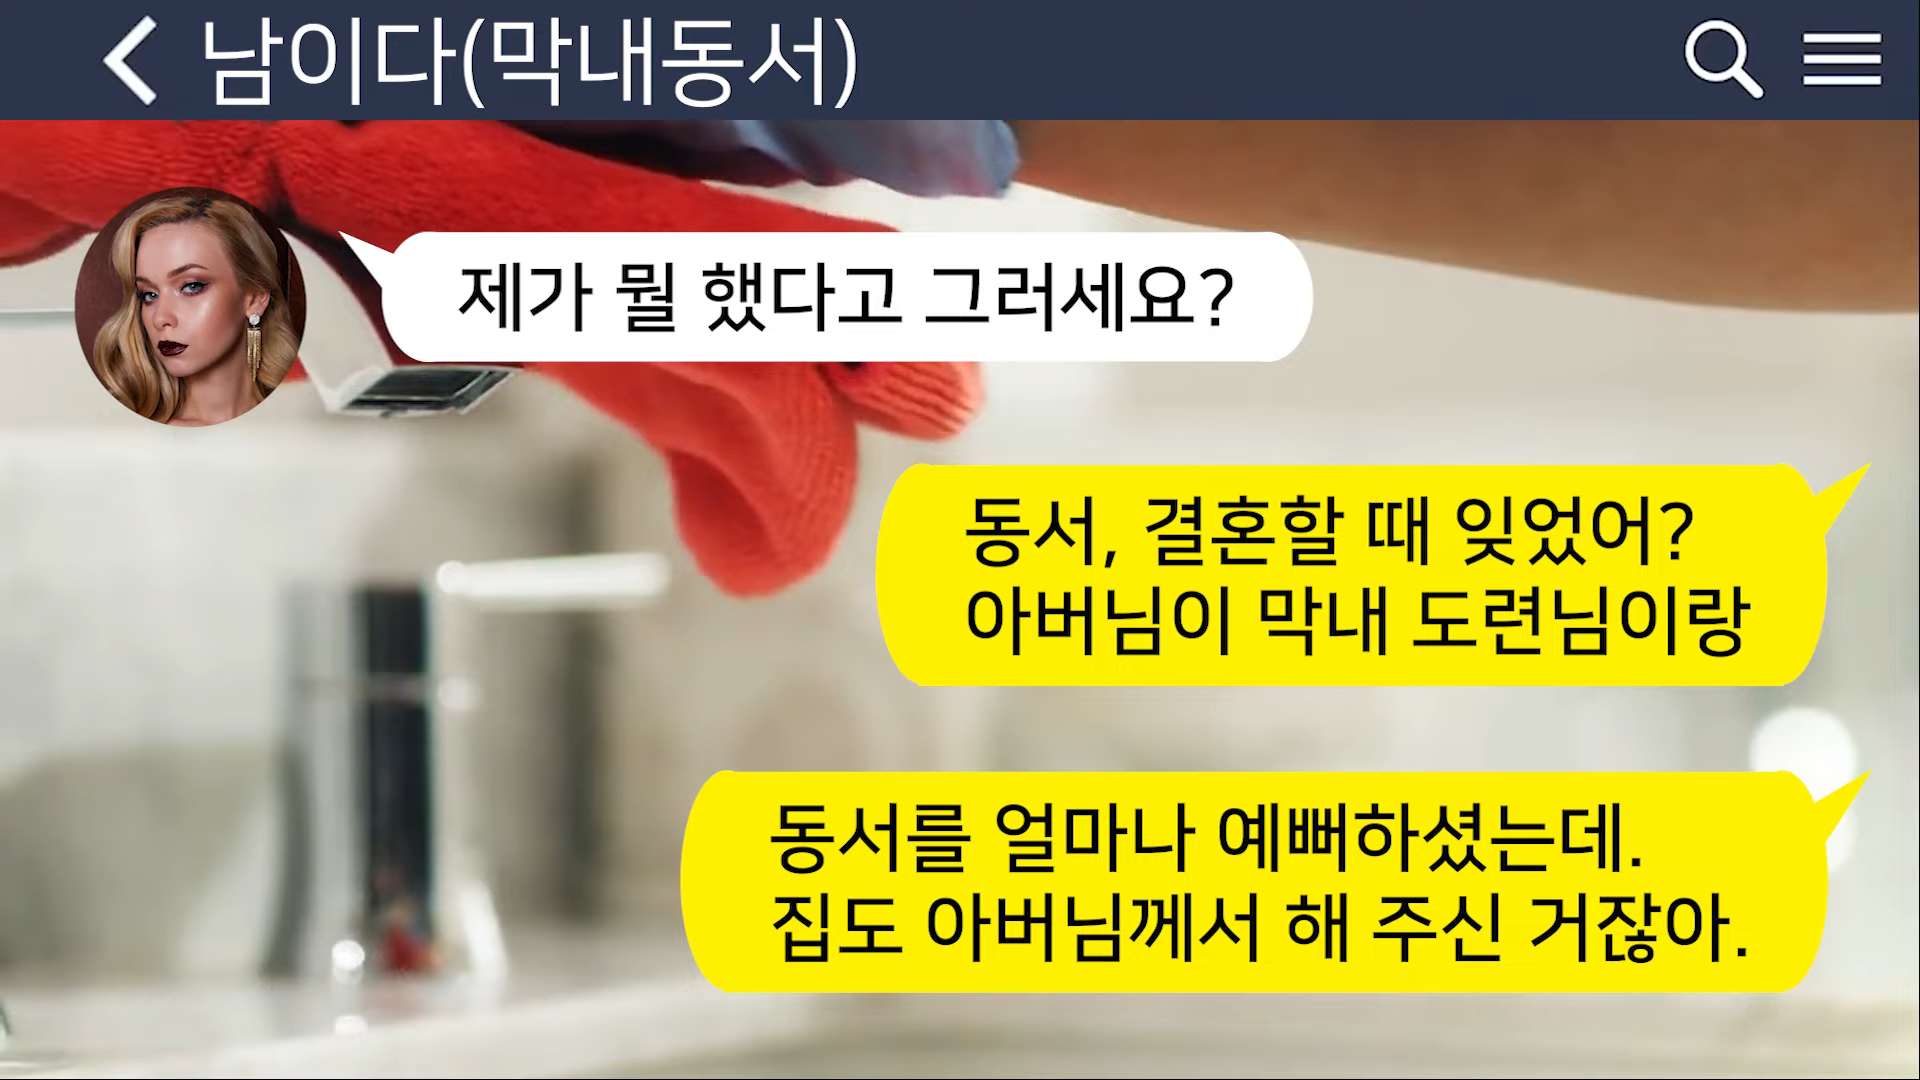 남이다(막내동서)
제가 뭘 했다고 그러세요?
동서, 결혼할 때 잊었어?
아버님이 막내 도련님이랑
동서를 얼마나 예뻐하셨는데.
집도 아버님께서 해 주신 거잖아.